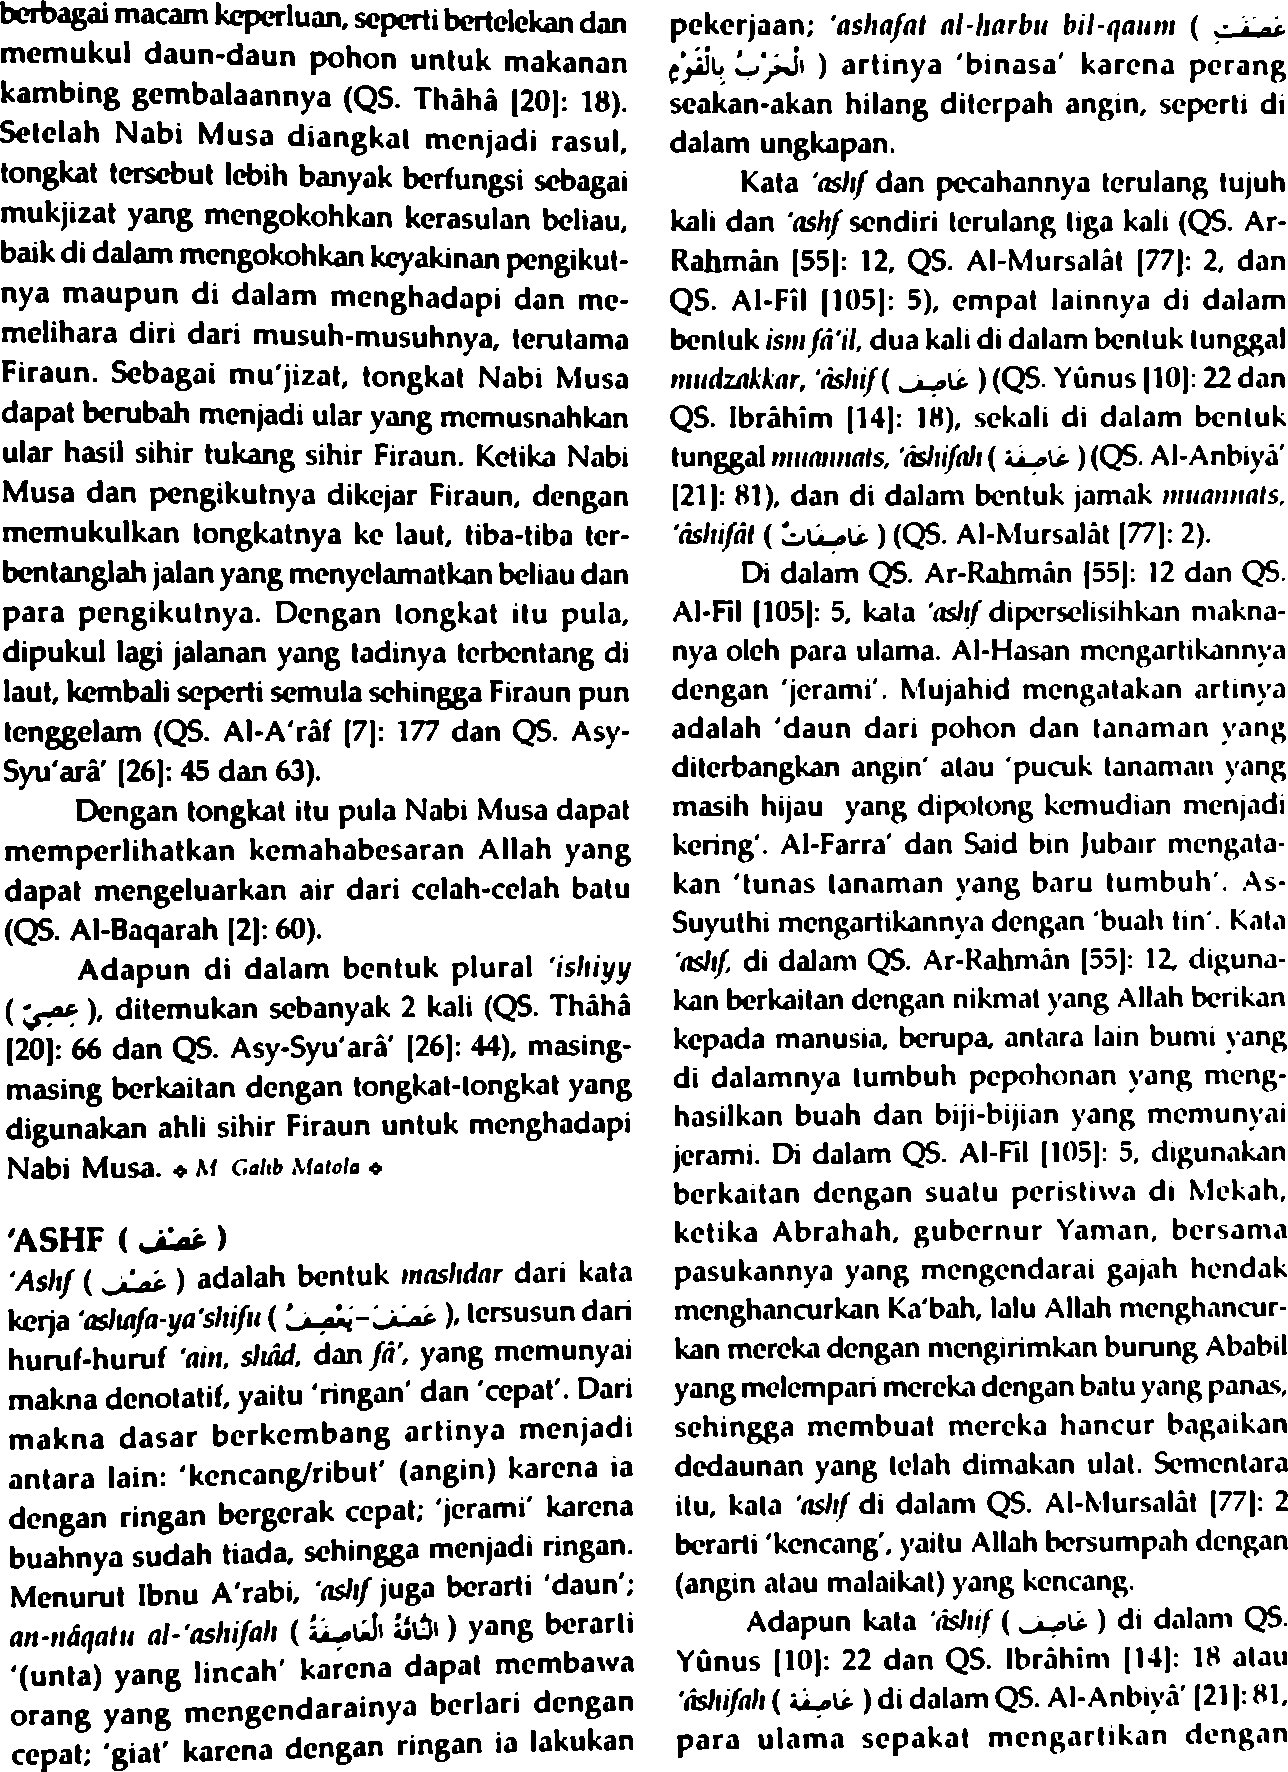 berbagai macam keperluan, seperti bertelekan dan
memukul daun-daun pohon untuk makanan
kambing gembalaannya (QS. Thâhâ [20]: 18).
Setelah Nabi Musa diangkat menjadi rasul,
tongkat tersebut lebih banyak berfungsi sebagai
mukjizat yang mengokohkan kerasulan beliau,
baik di dalam mengokohkan keyakinan pengikut-
nya maupun di dalam menghadapi dan me-
melihara diri dari musuh-musuhnya, terutama
Firaun. Sebagai mu'jizat, tongkat Nabi Musa
dapat berubah menjadi ular yang memusnahkan
ular hasil sihir tukang sihir Firaun. Ketika Nabi
Musa dan pengikutnya dikejar Firaun, dengan
memukulkan tongkatnya ke laut, tiba-tiba ter-
bentanglah jalan yang menyelamatkan beliau dan
para pengikutnya. Dengan tongkat itu pula,
dipukul lagi jalanan yang tadinya terbentang di
laut, kembali seperti semula sehingga Firaun pun
tenggelam (QS. Al-A'râf [7]: 177 dan QS. Asy-
Syu'arâ' [26]: 45 dan 63).
Dengan tongkat itu pula Nabi Musa dapat
memperlihatkan kemahabesaran Allah yang
dapat mengeluarkan air dari celah-celah batu
(QS. Al-Baqarah [2]: 60).
Adapun di dalam bentuk plural 'ishiyy
( عِصِيّ ), ditemukan sebanyak 2 kali (QS. Thâhâ
[20]: 66 dan QS. Asy-Syu'arâ' [26]: 44), masing-
masing berkaitan dengan tongkat-tongkat yang
digunakan ahli sihir Firaun untuk menghadapi
Nabi Musa. ⬥ M Galib Matola ⬥
'ASHF ( عَصْف )
'Ashf ( عَصْف ) adalah bentuk mashdar dari kata
kerja 'ashafa-ya'shifu ( عَصَفَ-يَعْصِفُ ), tersusun dari
huruf-huruf 'ain, shâd, dan fâ', yang memunyai
makna denotatif, yaitu 'ringan' dan 'cepat'. Dari
makna dasar berkembang artinya menjadi
antara lain: 'kencang/ribut' (angin) karena ia
dengan ringan bergerak cepat; 'jerami' karena
buahnya sudah tiada, sehingga menjadi ringan.
Menurut Ibnu A'rabi, 'ashf juga berarti 'daun';
an-nâqatu al-'ashifah ( النَّاقَةُ الْعَاصِفَةُ ) yang berarti
'(unta) yang lincah' karena dapat membawa
orang yang mengendarainya berlari dengan
cepat; 'giat' karena dengan ringan ia lakukan
pekerjaan; 'ashafat al-harbu bil-qaum ( عَصَفَتْ
الْحَرْبُ بِالْقَوْمِ ) artinya 'binasa' karena perang
seakan-akan hilang diterpah angin, seperti di
dalam ungkapan.
Kata 'ashf dan pecahannya terulang tujuh
kali dan 'ashf sendiri terulang tiga kali (QS. Ar-
Rahmân [55]: 12, QS. Al-Mursalât [77]: 2, dan
QS. Al-Fîl [105]: 5), empat lainnya di dalam
bentuk ism fâ'il, dua kali di dalam bentuk tunggal
mudzakkar, 'âshif ( عَاصِف ) (QS. Yûnus [10]: 22 dan
QS. Ibrâhîm [14]: 18), sekali di dalam bentuk
tunggal muannats, 'âshifah ( عَاصِفَة ) (QS. Al-Anbiyâ'
[21]: 81), dan di dalam bentuk jamak muannats,
'âshifât ( عَاصِفَاتٌ ) (QS. Al-Mursalât [77]: 2).
Di dalam QS. Ar-Rahmân [55]: 12 dan QS.
Al-Fîl [105]: 5, kata 'ashf diperselisihkan makna-
nya oleh para ulama. Al-Hasan mengartikannya
dengan 'jerami'. Mujahid mengatakan artinya
adalah 'daun dari pohon dan tanaman yang
diterbangkan angin' atau 'pucuk tanaman yang
masih hijau yang dipotong kemudian menjadi
kering'. Al-Farra' dan Said bin Jubair mengata-
kan 'tunas tanaman yang baru tumbuh'. As-
Suyuthi mengartikannya dengan 'buah tin'. Kata
'ashf, di dalam QS. Ar-Rahmân [55]: 12, diguna-
kan berkaitan dengan nikmat yang Allah berikan
kepada manusia, berupa, antara lain bumi yang
di dalamnya tumbuh pepohonan yang meng-
hasilkan buah dan biji-bijian yang memunyai
jerami. Di dalam QS. Al-Fîl [105]: 5, digunakan
berkaitan dengan suatu peristiwa di Mekah,
ketika Abrahah, gubernur Yaman, bersama
pasukannya yang mengendarai gajah hendak
menghancurkan Ka'bah, lalu Allah menghancur-
kan mereka dengan mengirimkan burung Ababil
yang melempari mereka dengan batu yang panas,
sehingga membuat mereka hancur bagaikan
dedaunan yang telah dimakan ulat. Sementara
itu, kata 'ashf di dalam QS. Al-Mursalât [77]: 2
berarti 'kencang', yaitu Allah bersumpah dengan
(angin atau malaikat) yang kencang.
Adapun kata 'âshif ( عَاصِف ) di dalam QS.
Yûnus [10]: 22 dan QS. Ibrâhîm [14]: 18 atau
'âshifah ( عَاصِفَة ) di dalam QS. Al-Anbiyâ' [21]: 81,
para ulama sepakat mengartikan dengan